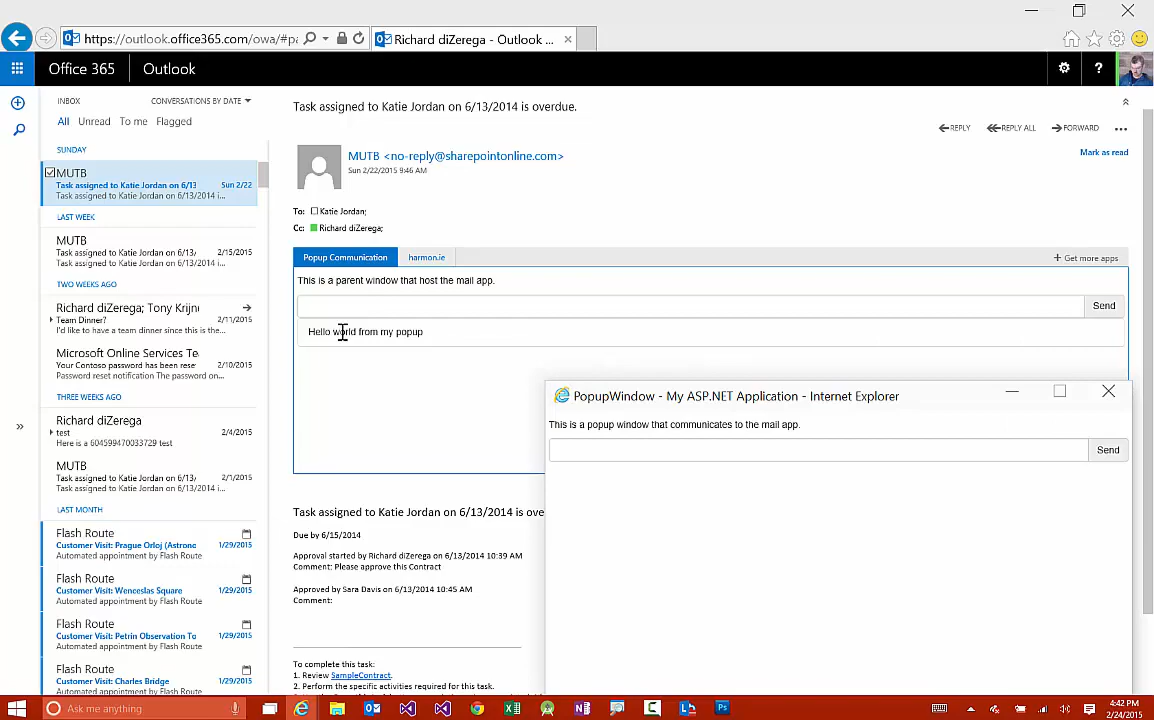 https://outlook.office365.com/owa/#pa
Richard diZerega - Outlook ...
Office 365
Outlook
?
INBOX
CONVERSATIONS BY DATE
All Unread To me Flagged
SUNDAY
MUTB
Task assigned to Katie Jordan on 6/13 Sun 2/22
Task assigned to Katie Jordan on 6/13/2014 i...
LAST WEEK
MUTB
Task assigned to Katie Jordan on 6/13/ 2/15/2015
Task assigned to Katie Jordan on 6/13/2014 i...
TWO WEEKS AGO
Richard diZerega; Tony Krijn
Team Dinner? 2/11/2015
I'd like to have a team dinner since this is the...
Microsoft Online Services Te
Your Contoso password has been rese 2/10/2015
Password reset notification The password on...
THREE WEEKS AGO
Richard diZerega
test 2/4/2015
Here is a 604599470033729 test
MUTB
Task assigned to Katie Jordan on 6/13/ 2/1/2015
Task assigned to Katie Jordan on 6/13/2014 i...
LAST MONTH
Flash Route
Customer Visit: Prague Orloj (Astrono 1/29/2015
Automated appointment by Flash Route
Flash Route
Customer Visit: Wenceslas Square 1/29/2015
Automated appointment by Flash Route
Flash Route
Customer Visit: Petrin Observation To 1/29/2015
Automated appointment by Flash Route
Flash Route
Customer Visit: Charles Bridge 1/29/2015
Automated appointment by Flash Route
Task assigned to Katie Jordan on 6/13/2014 is overdue.
REPLY REPLY ALL FORWARD ...
Mark as read
MUTB <no-reply@sharepointonline.com>
Sun 2/22/2015 9:46 AM
To: Katie Jordan;
Cc: Richard diZerega;
Popup Communication
harmon.ie
+ Get more apps
This is a parent window that host the mail app.
Send
Hello world from my popup
PopupWindow - My ASP.NET Application - Internet Explorer
This is a popup window that communicates to the mail app.
Send
Task assigned to Katie Jordan on 6/13/2014 is ove
Due by 6/15/2014
Approval started by Richard diZerega on 6/13/2014 10:39 AM
Comment: Please approve this Contract
Approved by Sara Davis on 6/13/2014 10:45 AM
Comment:
To complete this task:
1. Review SampleContract.
2. Perform the specific activities required for this task.
Ask me anything
4:42 PM
2/24/2015